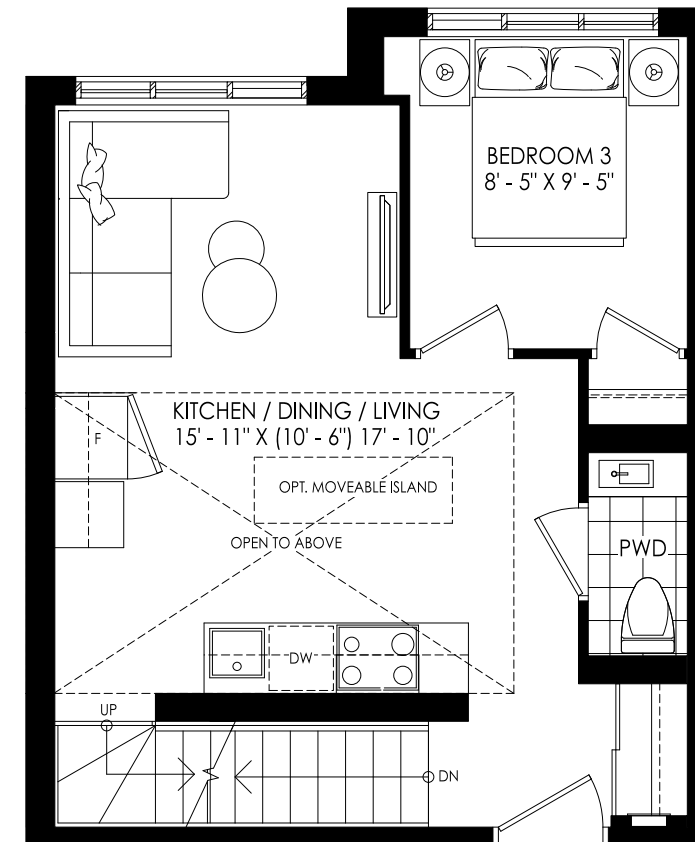 BEDROOM 3
8' - 5" X 9' - 5"
KITCHEN / DINING / LIVING
15' - 11" X (10' - 6") 17' - 10"
F
OPT. MOVEABLE ISLAND
OPEN TO ABOVE
PWD
DW
UP
DN